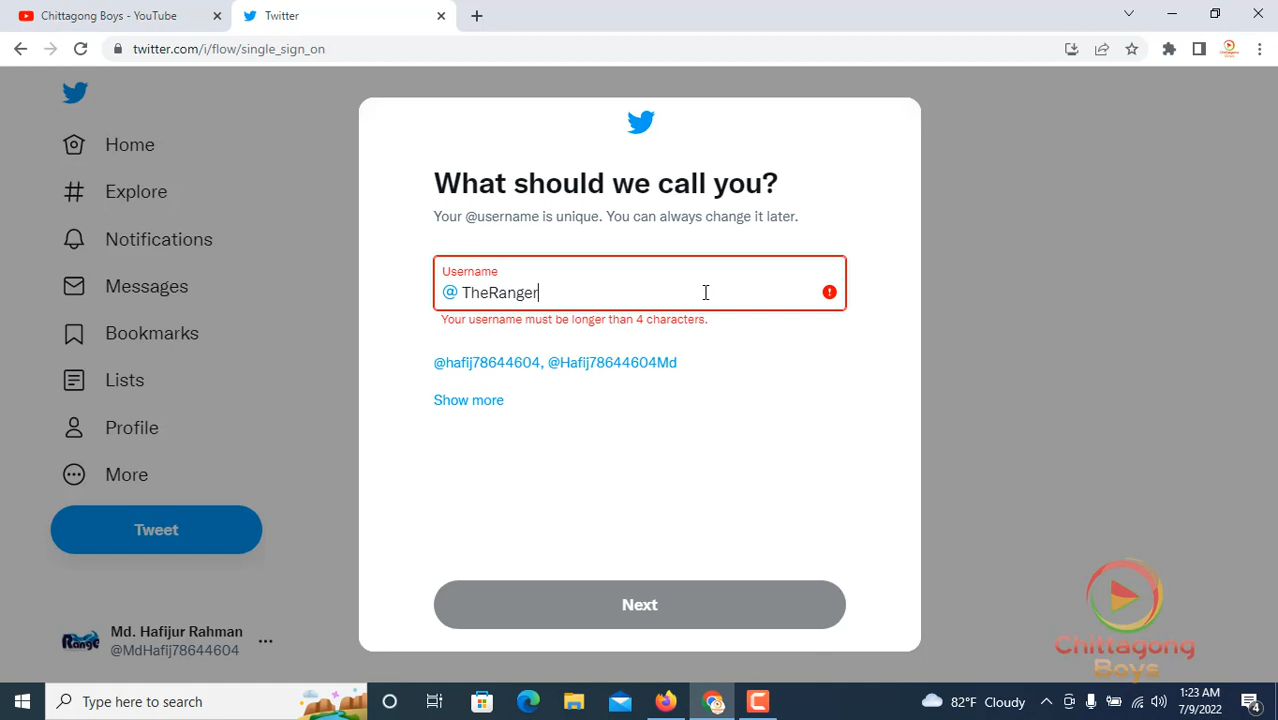 Chittagong Boys - YouTube
Twitter
twitter.com/i/flow/single_sign_on
Home
Explore
Notifications
Messages
Bookmarks
Lists
Profile
More
Tweet
Md. Hafijur Rahman
@MdHafij78644604
What should we call you?
Your @username is unique. You can always change it later.
Username
@ TheRanger
Your username must be longer than 4 characters.
@hafij78644604, @Hafij78644604Md
Show more
Next
Chittagong
Boys
Type here to search
82°F Cloudy
1:23 AM
7/9/2022
4